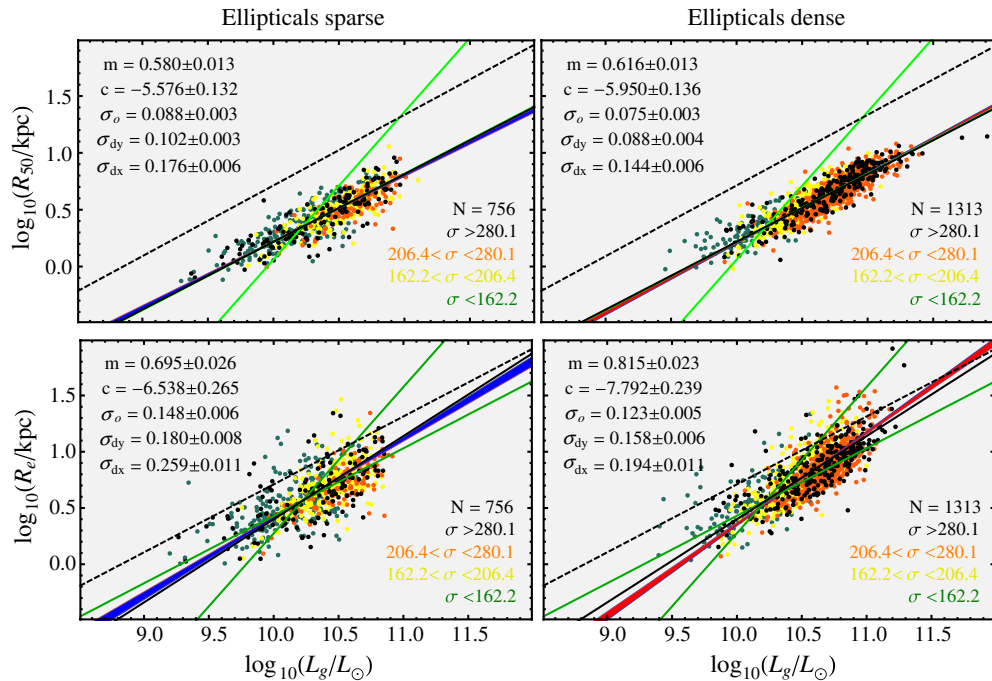 Ellipticals sparse
Ellipticals dense
log₁₀(R₅₀/kpc)
1.5
1.0
0.5
0.0
m = 0.580±0.013
c = −5.576±0.132
σₒ = 0.088±0.003
σ_dy = 0.102±0.003
σ_dx = 0.176±0.006
N = 756
σ >280.1
206.4< σ <280.1
162.2< σ <206.4
σ <162.2
m = 0.616±0.013
c = −5.950±0.136
σₒ = 0.075±0.003
σ_dy = 0.088±0.004
σ_dx = 0.144±0.006
N = 1313
σ >280.1
206.4< σ <280.1
162.2< σ <206.4
σ <162.2
log₁₀(Rₑ/kpc)
1.5
1.0
0.5
0.0
m = 0.695±0.026
c = −6.538±0.265
σₒ = 0.148±0.006
σ_dy = 0.180±0.008
σ_dx = 0.259±0.011
N = 756
σ >280.1
206.4< σ <280.1
162.2< σ <206.4
σ <162.2
m = 0.815±0.023
c = −7.792±0.239
σₒ = 0.123±0.005
σ_dy = 0.158±0.006
σ_dx = 0.194±0.011
N = 1313
σ >280.1
206.4< σ <280.1
162.2< σ <206.4
σ <162.2
9.0 9.5 10.0 10.5 11.0 11.5
9.0 9.5 10.0 10.5 11.0 11.5
log₁₀(L_g/L_⊙)
log₁₀(L_g/L_⊙)